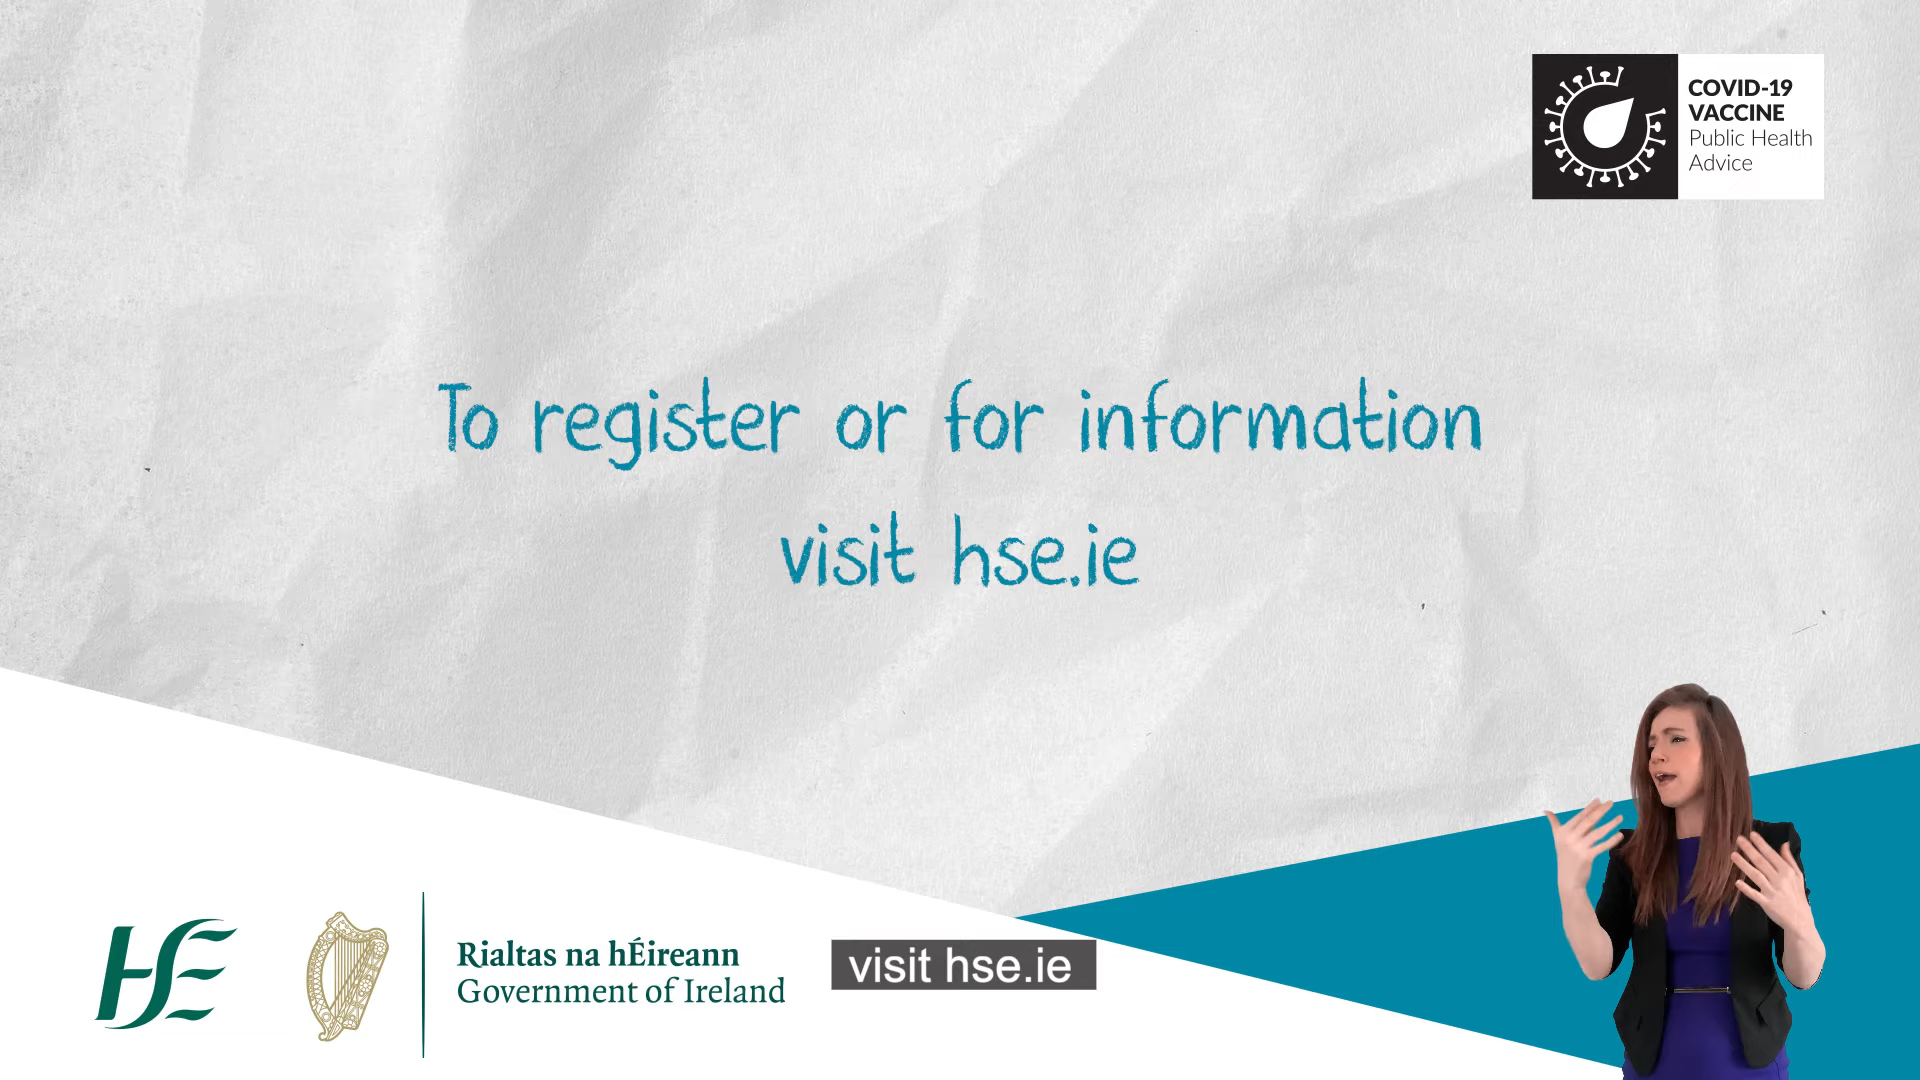 COVID-19
VACCINE
Public Health
Advice
To register or for information
visit hse.ie
HSE
Rialtas na hÉireann
Government of Ireland
visit hse.ie